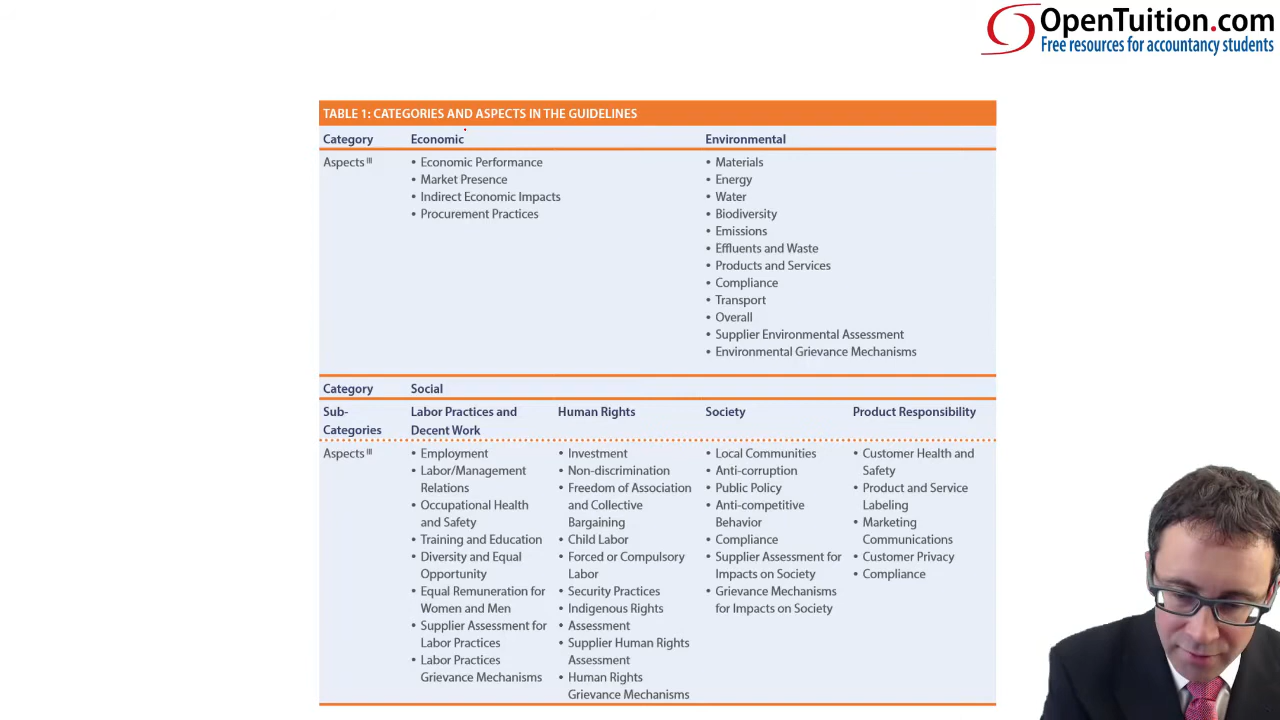 OpenTuition.com
Free resources for accountancy students
TABLE 1: CATEGORIES AND ASPECTS IN THE GUIDELINES
Category Economic Environmental
Aspects III
• Economic Performance
• Market Presence
• Indirect Economic Impacts
• Procurement Practices
• Materials
• Energy
• Water
• Biodiversity
• Emissions
• Effluents and Waste
• Products and Services
• Compliance
• Transport
• Overall
• Supplier Environmental Assessment
• Environmental Grievance Mechanisms
Category Social
Sub-
Categories
Labor Practices and
Decent Work
Human Rights
Society
Product Responsibility
Aspects III
• Employment
• Labor/Management
Relations
• Occupational Health
and Safety
• Training and Education
• Diversity and Equal
Opportunity
• Equal Remuneration for
Women and Men
• Supplier Assessment for
Labor Practices
• Labor Practices
Grievance Mechanisms
• Investment
• Non-discrimination
• Freedom of Association
and Collective
Bargaining
• Child Labor
• Forced or Compulsory
Labor
• Security Practices
• Indigenous Rights
• Assessment
• Supplier Human Rights
Assessment
• Human Rights
Grievance Mechanisms
• Local Communities
• Anti-corruption
• Public Policy
• Anti-competitive
Behavior
• Compliance
• Supplier Assessment for
Impacts on Society
• Grievance Mechanisms
for Impacts on Society
• Customer Health and
Safety
• Product and Service
Labeling
• Marketing
Communications
• Customer Privacy
• Compliance